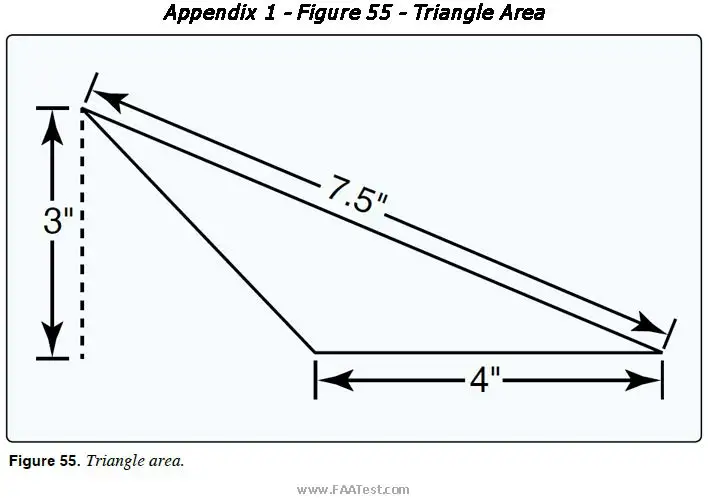 Appendix 1 - Figure 55 - Triangle Area
7.5"
3"
4"
Figure 55. Triangle area.
www.FAATest.com